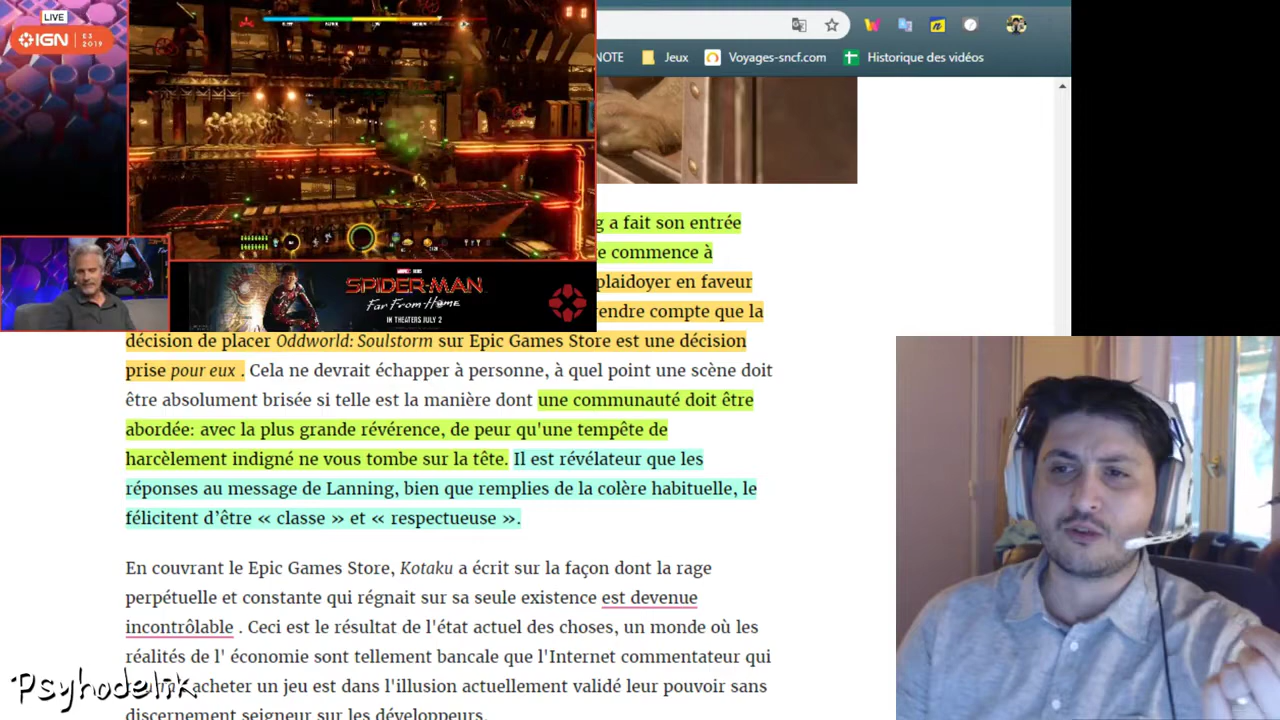 LIVE
IGN E3 2019
NOTE Jeux Voyages-sncf.com Historique des vidéos
SPIDER-MAN
Far From Home
IN THEATERS JULY 2
g a fait son entrée
e commence à
plaidoyer en faveur
endre compte que la
décision de placer Oddworld: Soulstorm sur Epic Games Store est une décision
prise pour eux . Cela ne devrait échapper à personne, à quel point une scène doit
être absolument brisée si telle est la manière dont une communauté doit être
abordée: avec la plus grande révérence, de peur qu'une tempête de
harcèlement indigné ne vous tombe sur la tête. Il est révélateur que les
réponses au message de Lanning, bien que remplies de la colère habituelle, le
félicitent d’être « classe » et « respectueuse ».
En couvrant le Epic Games Store, Kotaku a écrit sur la façon dont la rage
perpétuelle et constante qui régnait sur sa seule existence est devenue
incontrôlable . Ceci est le résultat de l'état actuel des choses, un monde où les
réalités de l' économie sont tellement bancale que l'Internet commentateur qui
acheter un jeu est dans l'illusion actuellement validé leur pouvoir sans
discernement seigneur sur les développeurs.
Psyhodelik